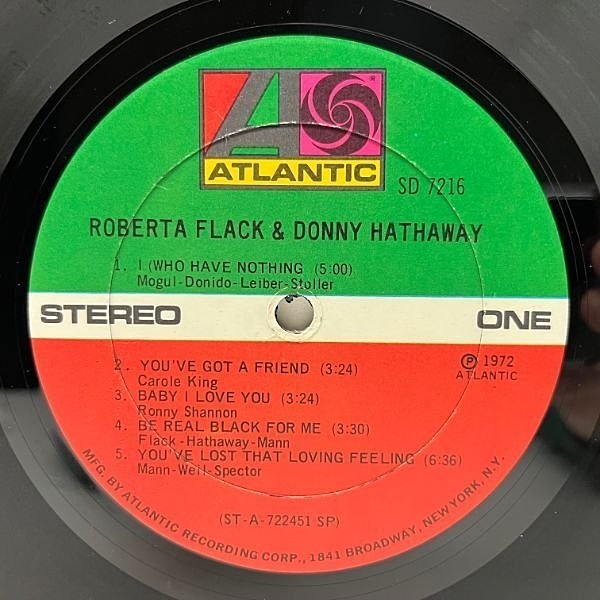 ATLANTIC
SD 7216
ROBERTA FLACK & DONNY HATHAWAY
1. I (WHO HAVE NOTHING (5:00)
Mogul-Donido-Leiber-Stoller
STEREO ONE
2. YOU'VE GOT A FRIEND (3:24)
Carole King
3. BABY I LOVE YOU (3:24)
Ronny Shannon
4. BE REAL BLACK FOR ME (3:30)
Flack-Hathaway-Mann
5. YOU'VE LOST THAT LOVING FEELING (6:36)
Mann-Weil-Spector
℗ 1972
ATLANTIC
(ST-A-722451 SP)
MFG. BY ATLANTIC RECORDING CORP., 1841 BROADWAY, NEW YORK, N.Y.